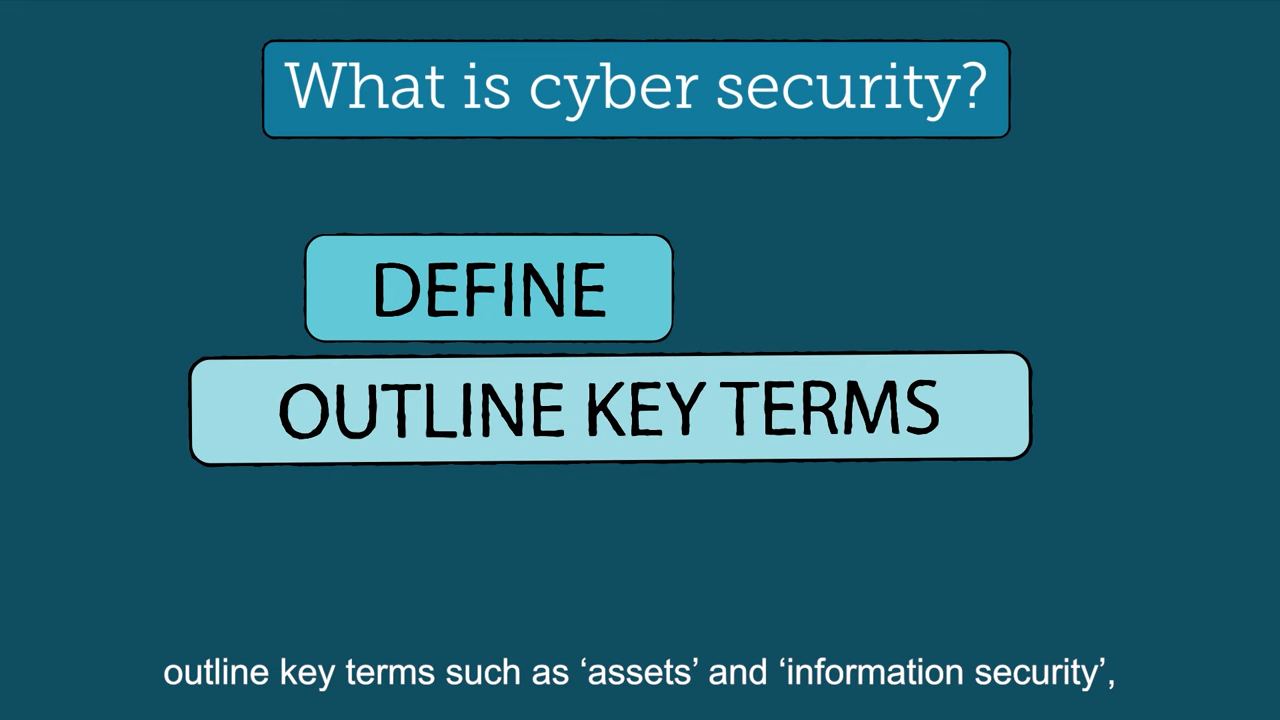 What is cyber security?
DEFINE
OUTLINE KEY TERMS
outline key terms such as ‘assets’ and ‘information security’,